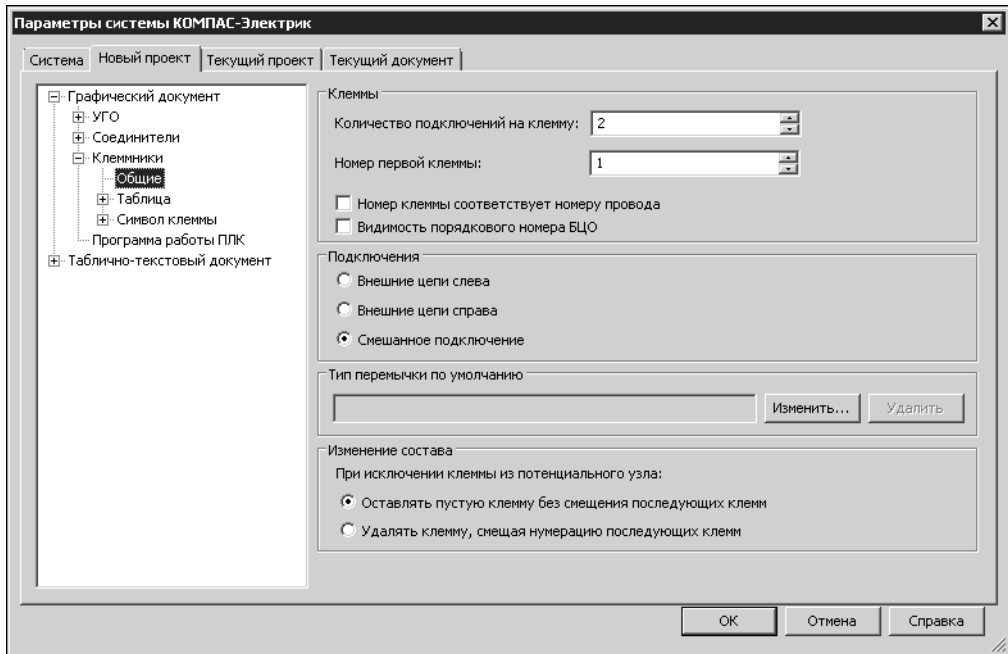 Параметры системы КОМПАС-Электрик
Система
Новый проект
Текущий проект
Текущий документ
Графический документ
УГО
Соединители
Клеммники
Общие
Таблица
Символ клеммы
Программа работы ПЛК
Таблично-текстовый документ
Клеммы
Количество подключений на клемму: 2
Номер первой клеммы: 1
Номер клеммы соответствует номеру провода
Видимость порядкового номера БЦО
Подключения
Внешние цепи слева
Внешние цепи справа
Смешанное подключение
Тип перемычки по умолчанию
Изменить... Удалить
Изменение состава
При исключении клеммы из потенциального узла:
Оставлять пустую клемму без смещения последующих клемм
Удалять клемму, смещая нумерацию последующих клемм
ОК Отмена Справка